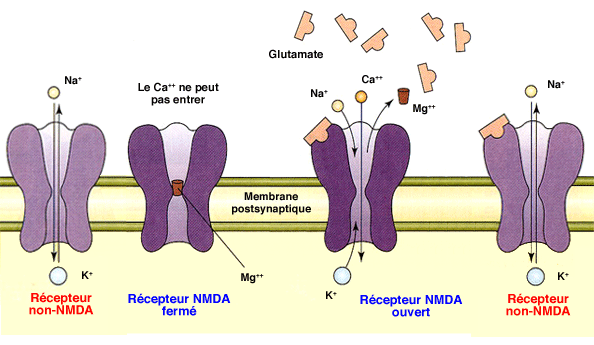 Glutamate
Na⁺
Le Ca⁺⁺ ne peut
pas entrer
Na⁺
Ca⁺⁺
Mg⁺⁺
Na⁺
Membrane
postsynaptique
K⁺
Mg⁺⁺
K⁺
K⁺
Récepteur
non-NMDA
Récepteur NMDA
fermé
Récepteur NMDA
ouvert
Récepteur
non-NMDA